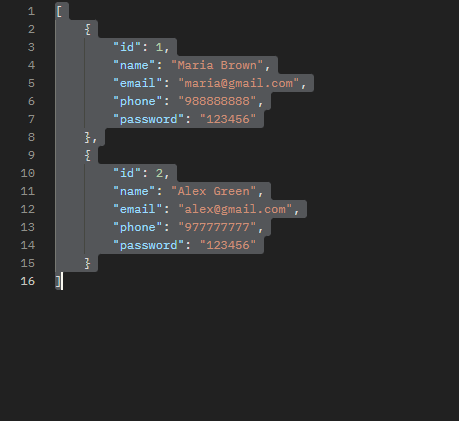 1 [
2 {
3 "id": 1,
4 "name": "Maria Brown",
5 "email": "maria@gmail.com",
6 "phone": "988888888",
7 "password": "123456"
8 },
9 {
10 "id": 2,
11 "name": "Alex Green",
12 "email": "alex@gmail.com",
13 "phone": "977777777",
14 "password": "123456"
15 }
16 ]